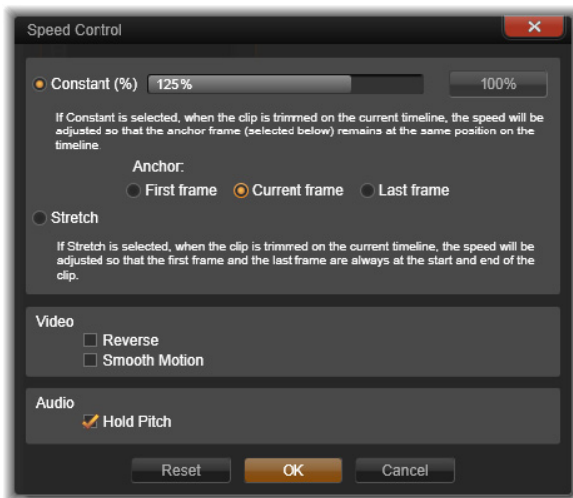 Speed Control
Constant (%) 125% 100%
If Constant is selected, when the clip is trimmed on the current timeline, the speed will be
adjusted so that the anchor frame (selected below) remains at the same position on the
timeline.
Anchor:
First frame Current frame Last frame
Stretch
If Stretch is selected, when the clip is trimmed on the current timeline, the speed will be
adjusted so that the first frame and the last frame are always at the start and end of the
clip.
Video
Reverse
Smooth Motion
Audio
Hold Pitch
Reset OK Cancel